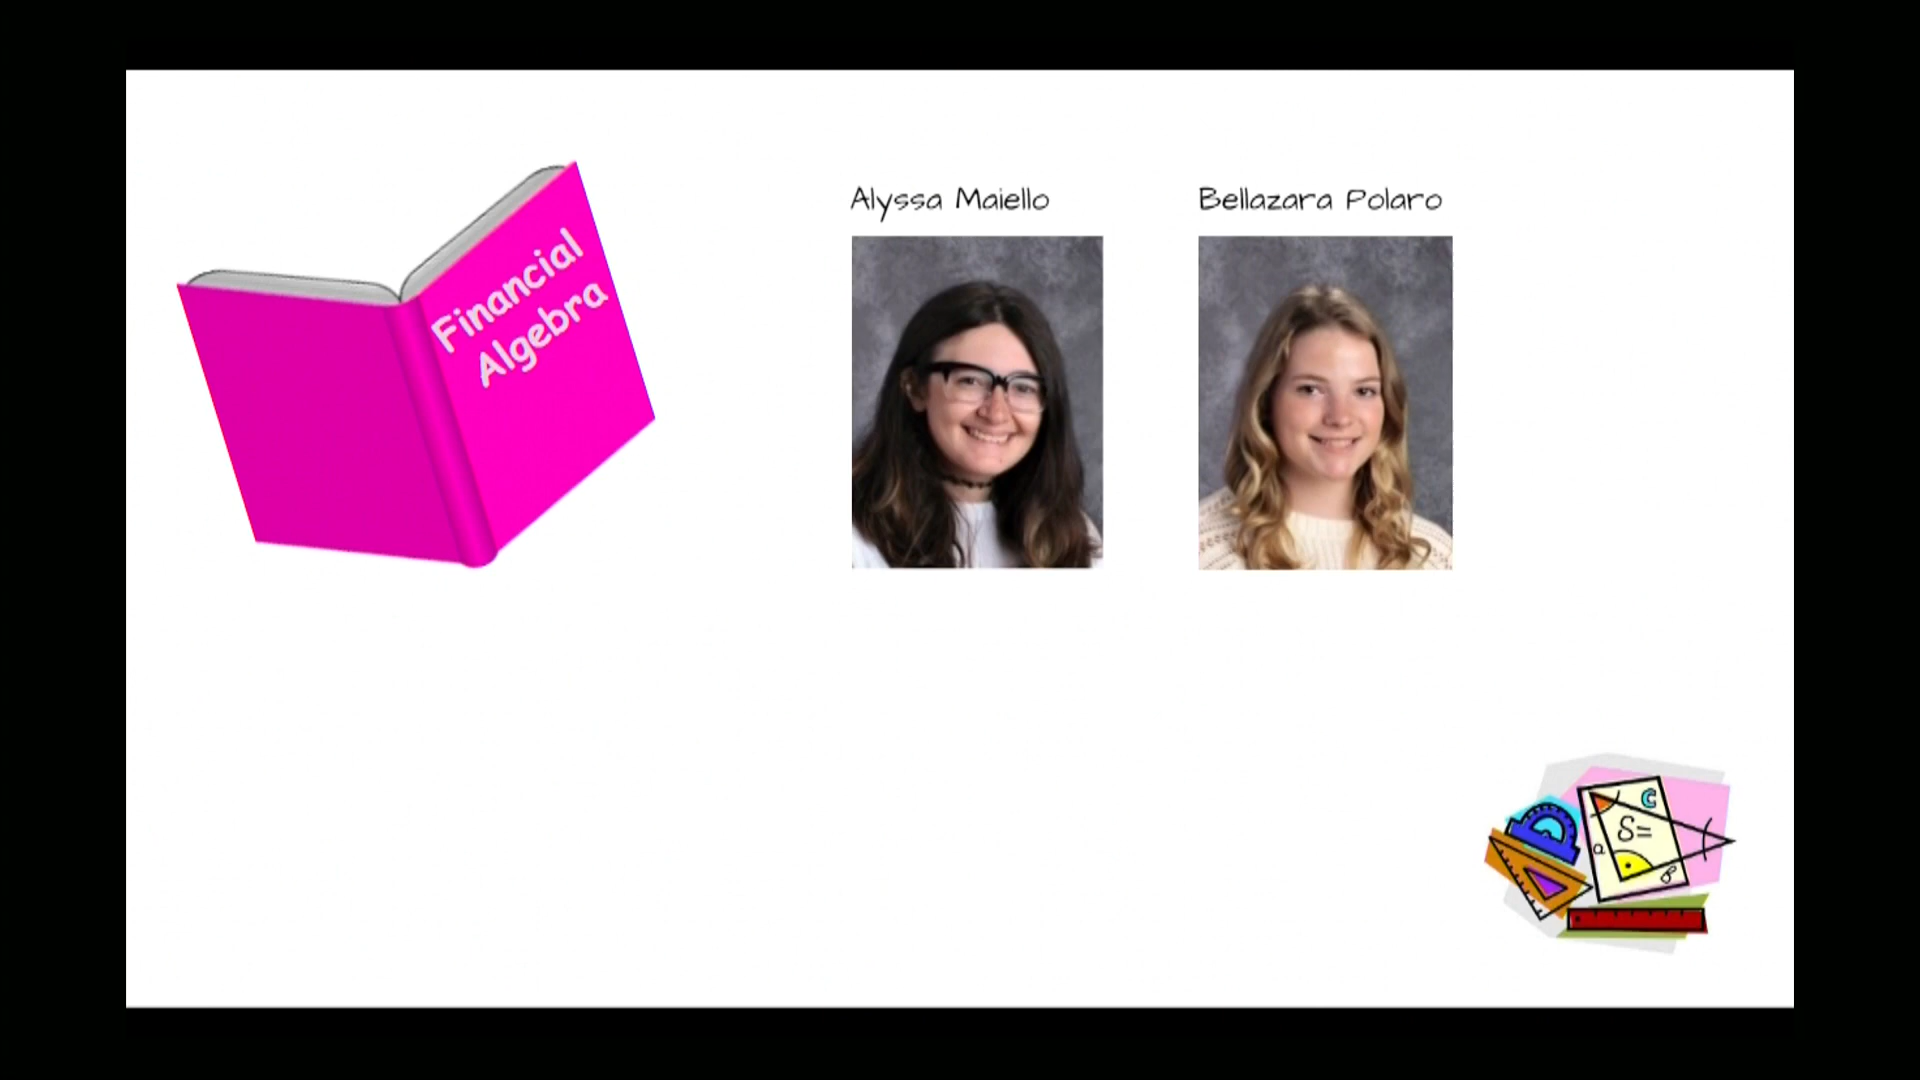 Financial
Algebra
Alyssa Maiello
Bellazara Polaro
c
S=
a
B